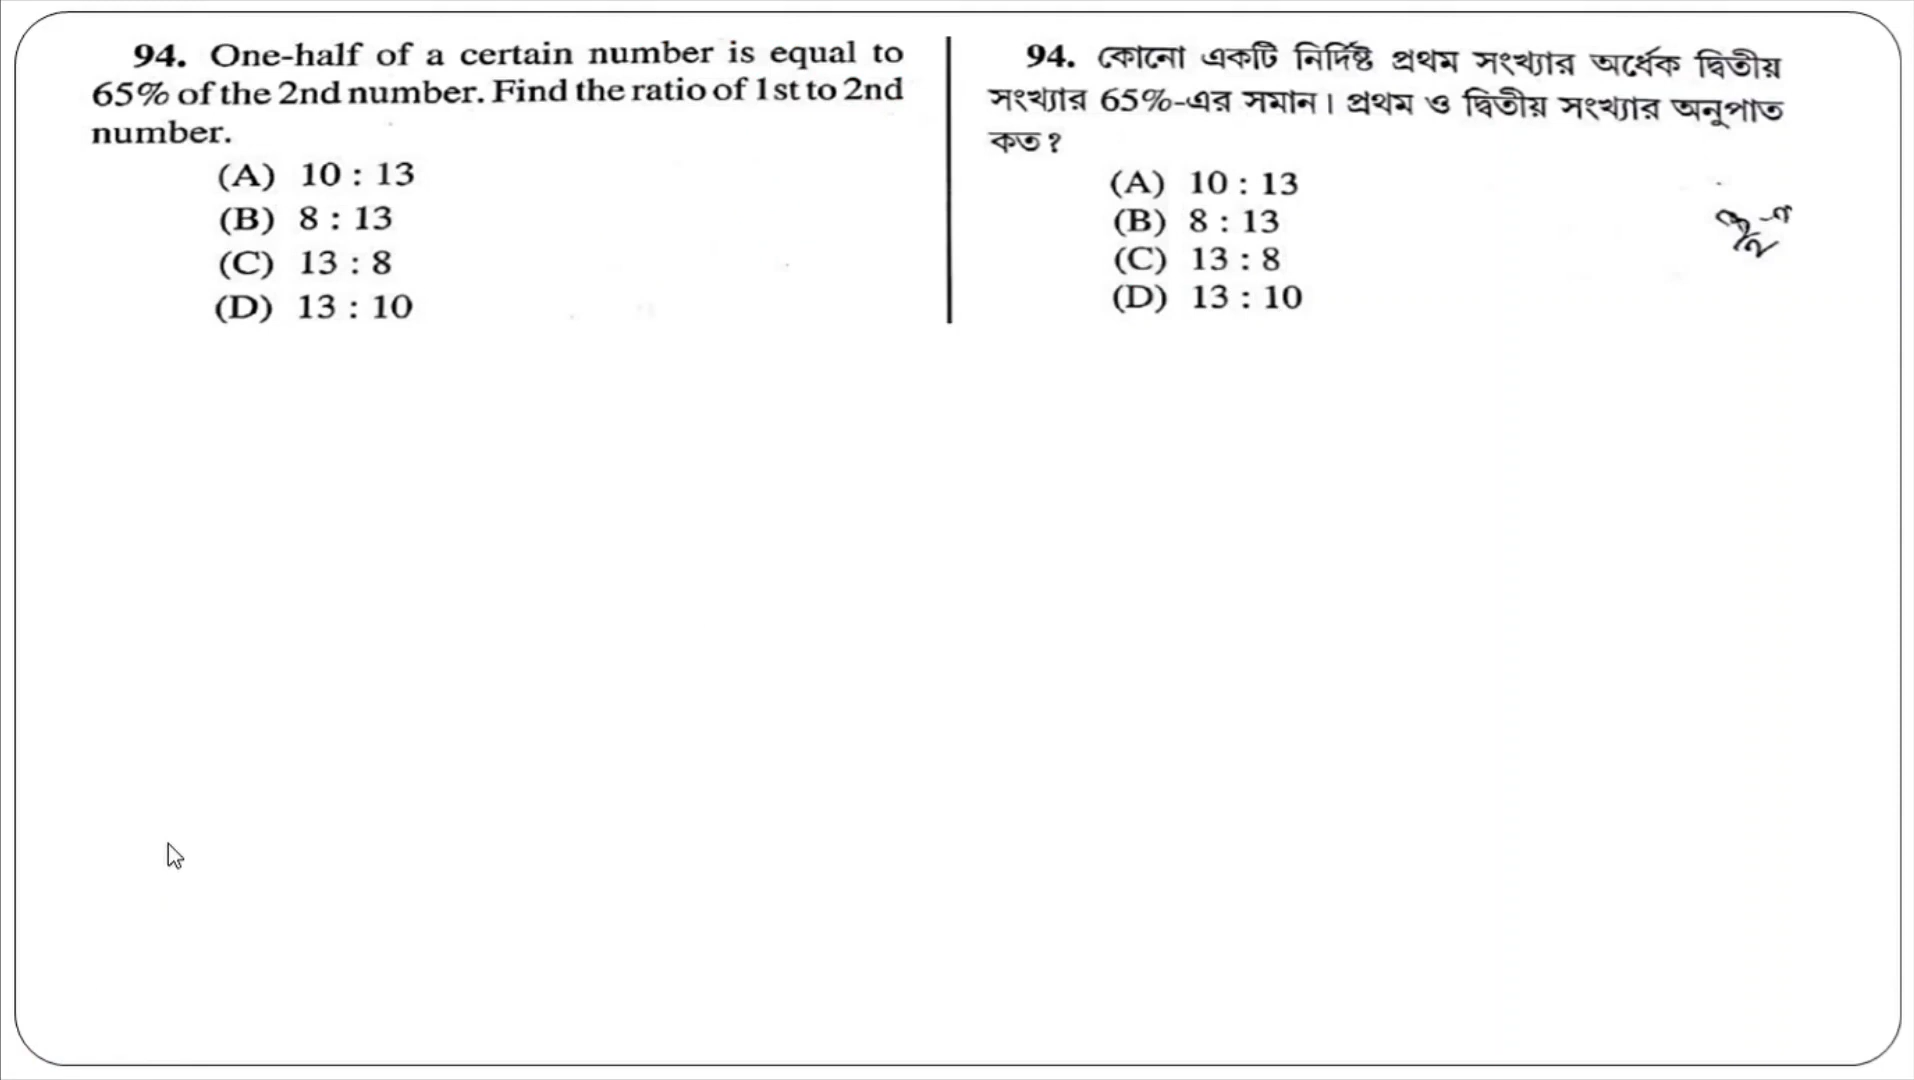 94. One-half of a certain number is equal to
65% of the 2nd number. Find the ratio of 1st to 2nd
number.
(A) 10 : 13
(B) 8 : 13
(C) 13 : 8
(D) 13 : 10
94. কোনো একটি নির্দিষ্ট প্রথম সংখ্যার অর্ধেক দ্বিতীয়
সংখ্যার 65%-এর সমান। প্রথম ও দ্বিতীয় সংখ্যার অনুপাত
কত?
(A) 10 : 13
(B) 8 : 13
(C) 13 : 8
(D) 13 : 10